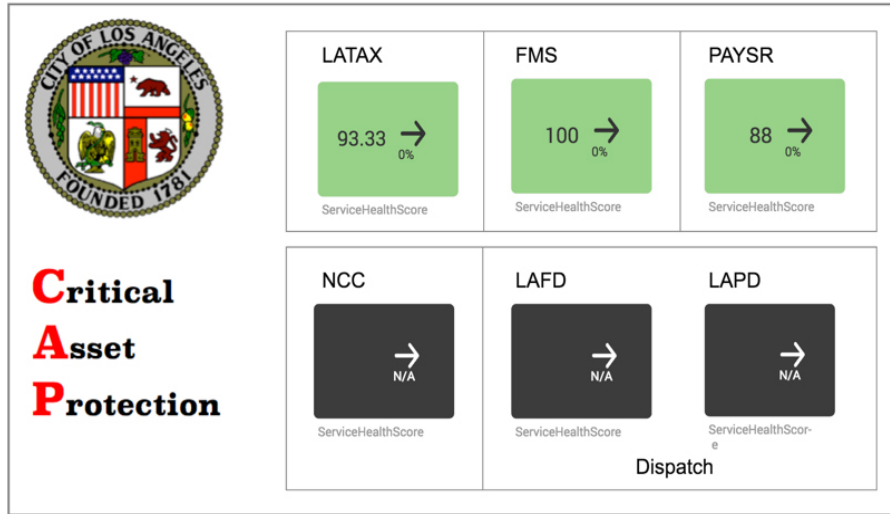 CITY OF LOS ANGELES
FOUNDED 1781
Critical
Asset
Protection
LATAX
93.33
0%
ServiceHealthScore
FMS
100
0%
ServiceHealthScore
PAYSR
88
0%
ServiceHealthScore
NCC
N/A
ServiceHealthScore
LAFD
N/A
ServiceHealthScore
LAPD
N/A
ServiceHealthScor-
e
Dispatch